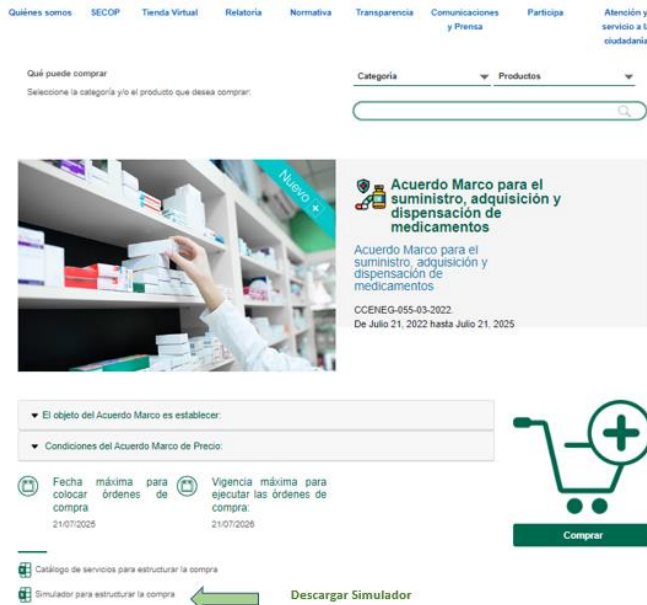 Quiénes somos SECOP Tienda Virtual Relatoría Normativa Transparencia Comunicaciones y Prensa Participa Atención y servicio a la ciudadanía
Qué puede comprar
Seleccione la categoría y/o el producto que desea comprar:
Categoría Productos
Nuevo +
Acuerdo Marco para el
suministro, adquisición y
dispensación de
medicamentos
Acuerdo Marco para el
suministro, adquisición y
dispensación de
medicamentos
CCENEG-055-03-2022
De Julio 21, 2022 hasta Julio 21, 2025
El objeto del Acuerdo Marco es establecer:
Condiciones del Acuerdo Marco de Precio:
Fecha máxima para
colocar órdenes de
compra
21/07/2025
Vigencia máxima para
ejecutar las órdenes de
compra:
21/07/2026
Comprar
Catálogo de servicios para estructurar la compra
Simulador para estructurar la compra
Descargar Simulador